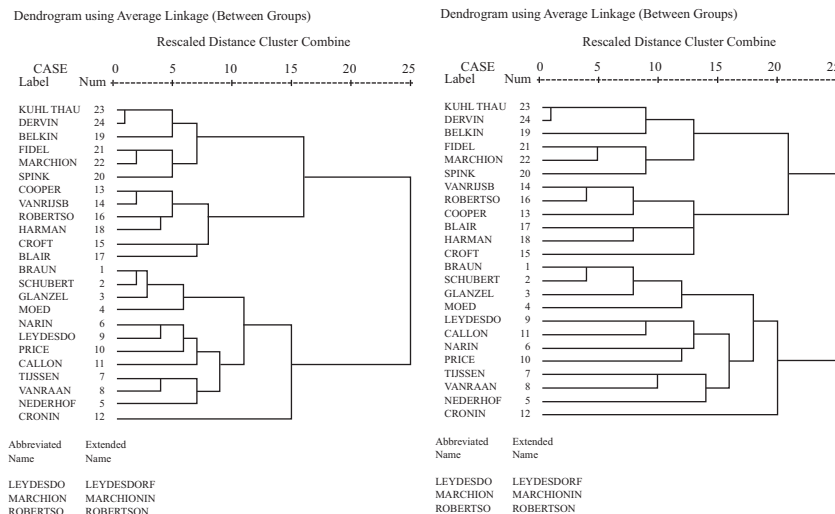 Dendrogram using Average Linkage (Between Groups)
Rescaled Distance Cluster Combine
CASE 0 5 10 15 20 25
Label Num
KUHL THAU 23
DERVIN 24
BELKIN 19
FIDEL 21
MARCHION 22
SPINK 20
COOPER 13
VANRIJSB 14
ROBERTSO 16
HARMAN 18
CROFT 15
BLAIR 17
BRAUN 1
SCHUBERT 2
GLANZEL 3
MOED 4
NARIN 6
LEYDESDO 9
PRICE 10
CALLON 11
TIJSSEN 7
VANRAAN 8
NEDERHOF 5
CRONIN 12
Abbreviated Extended
Name Name
LEYDESDO LEYDESDORF
MARCHION MARCHIONIN
ROBERTSO ROBERTSON
Dendrogram using Average Linkage (Between Groups)
Rescaled Distance Cluster Combine
CASE 0 5 10 15 20 25
Label Num
KUHL THAU 23
DERVIN 24
BELKIN 19
FIDEL 21
MARCHION 22
SPINK 20
VANRIJSB 14
ROBERTSO 16
COOPER 13
BLAIR 17
HARMAN 18
CROFT 15
BRAUN 1
SCHUBERT 2
GLANZEL 3
MOED 4
LEYDESDO 9
CALLON 11
NARIN 6
PRICE 10
TIJSSEN 7
VANRAAN 8
NEDERHOF 5
CRONIN 12
Abbreviated Extended
Name Name
LEYDESDO LEYDESDORF
MARCHION MARCHIONIN
ROBERTSO ROBERTSON